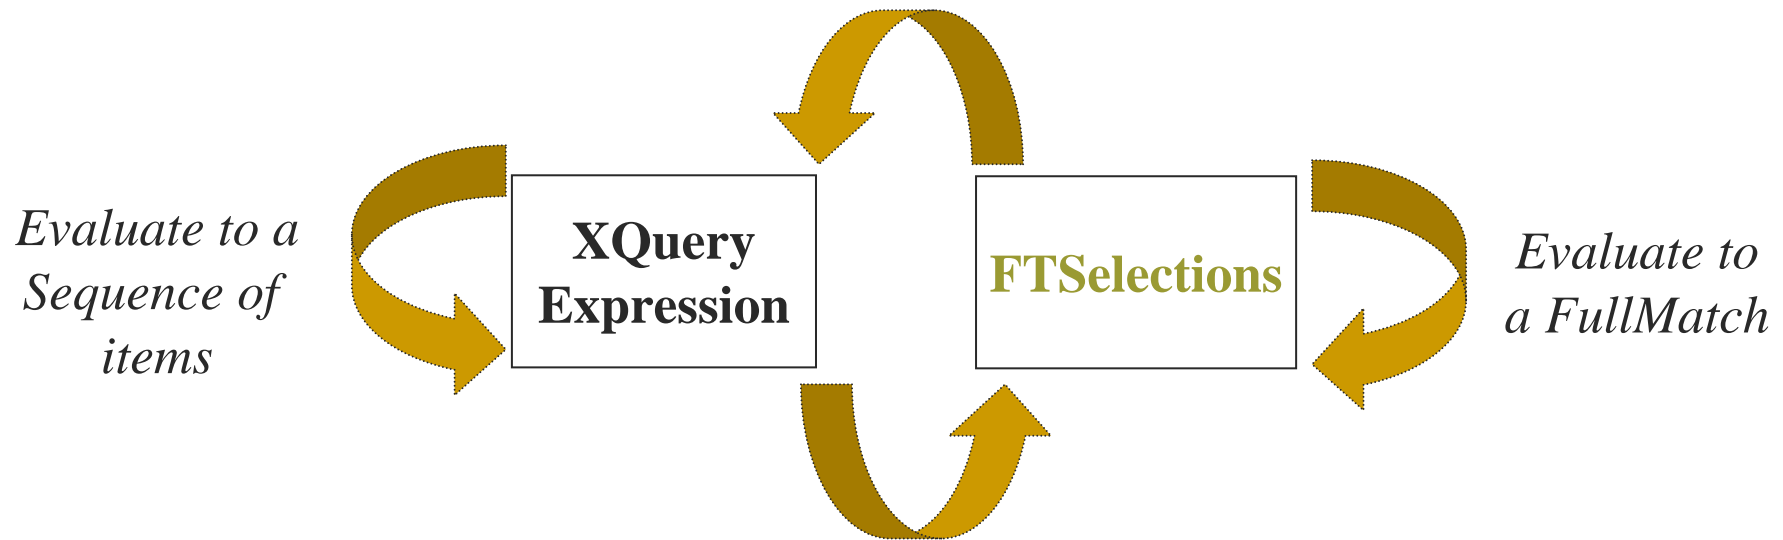 Evaluate to a
Sequence of
items
XQuery
Expression
FTSelections
Evaluate to
a FullMatch